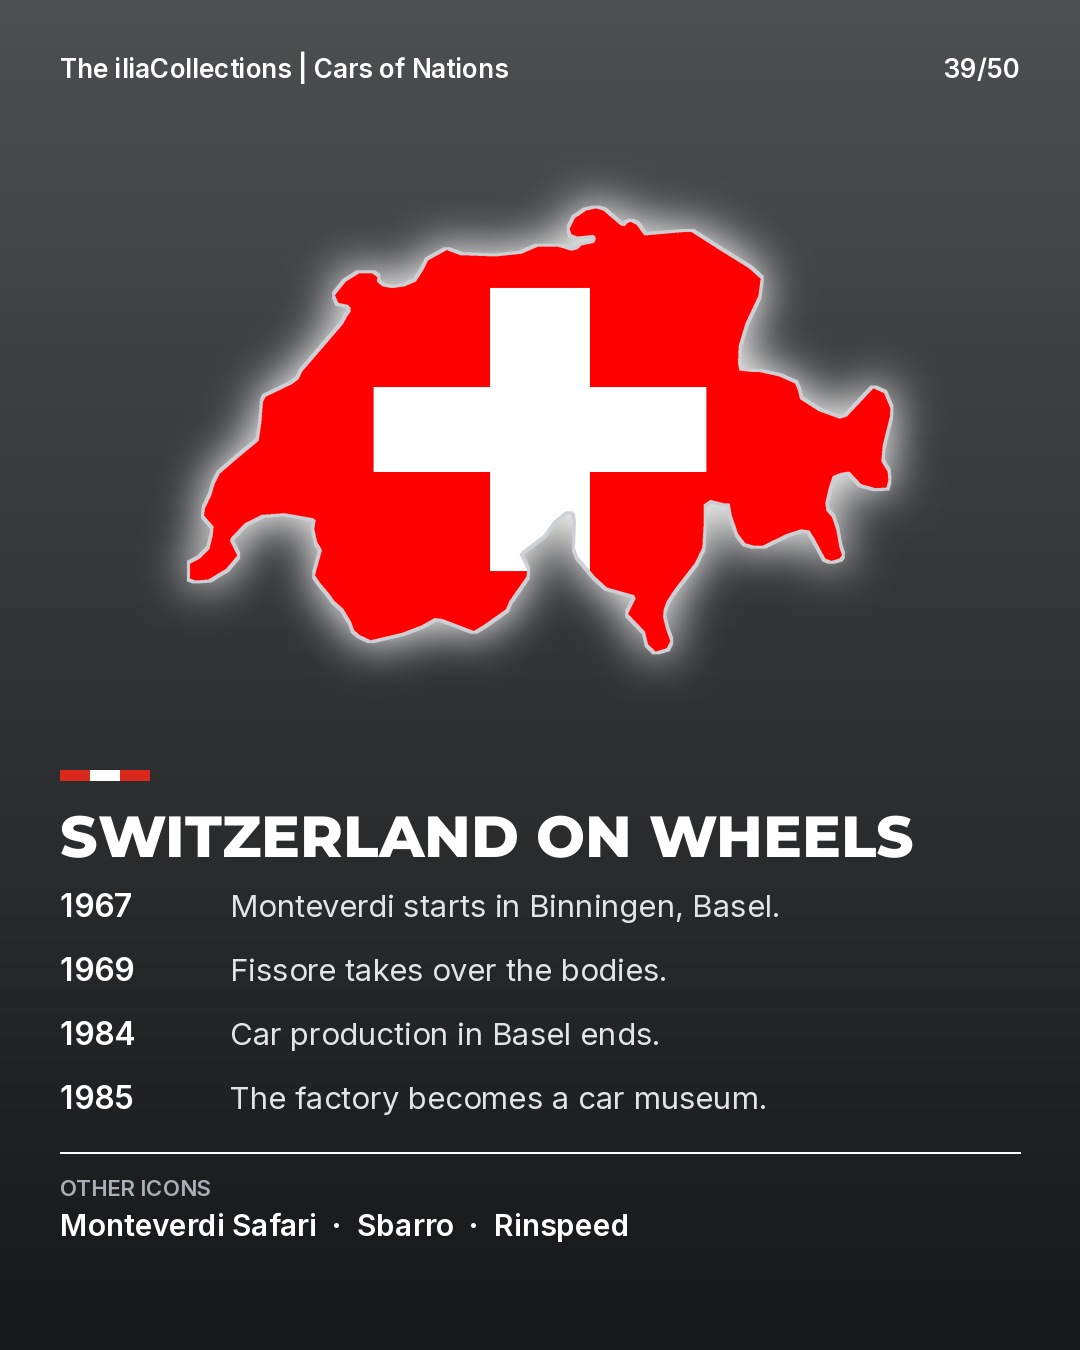 The iliaCollections | Cars of Nations
39/50
SWITZERLAND ON WHEELS
1967 Monteverdi starts in Binningen, Basel.
1969 Fissore takes over the bodies.
1984 Car production in Basel ends.
1985 The factory becomes a car museum.
OTHER ICONS
Monteverdi Safari · Sbarro · Rinspeed